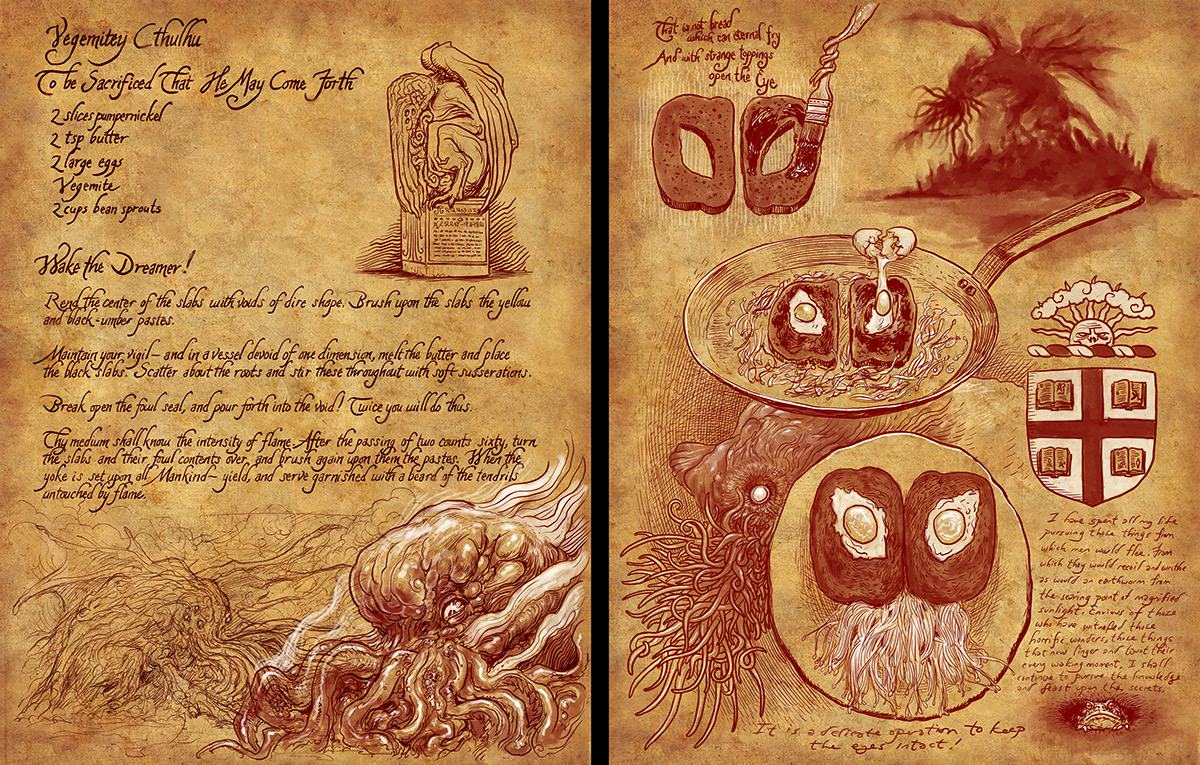 Vegemitey Cthulhu
To be Sacrificed That He May Come Forth
2 slices pumpernickel
2 tsp butter
2 large eggs
Vegemite
2 cups bean sprouts
Wake the Dreamer!
Rend the center of the slabs with voids of dire shape. Brush upon the slabs the yellow
and black-umber pastes.
Maintain your vigil— and in a vessel devoid of one dimension, melt the butter and place
the black slabs. Scatter about the roots and stir these throughout with soft susserations.
Break open the foul seal, and pour forth into the void! Twice you will do this.
Thy medium shall know the intensity of flame. After the passing of two counts sixty, turn
the slabs and their foul contents over, and brush again upon them the pastes. When the
yoke is set upon all Mankind— yield, and serve garnished with a beard of the tendrils
untouched by flame.
That is not bread
which can eternal fry
And with strange toppings
open the Eye
I have spent all my life
pursuing those things from
which men would flee; from
which they would recoil and writhe
as would an earthworm from
the searing point of magnified
sunlight. Envious of those
who have witnessed those
horrific wonders, those things
that now linger and taunt their
every waking moment, I shall
continue to pursue the knowledge
and feast upon the secrets.
It is a delicate operation to keep
the eyes intact!